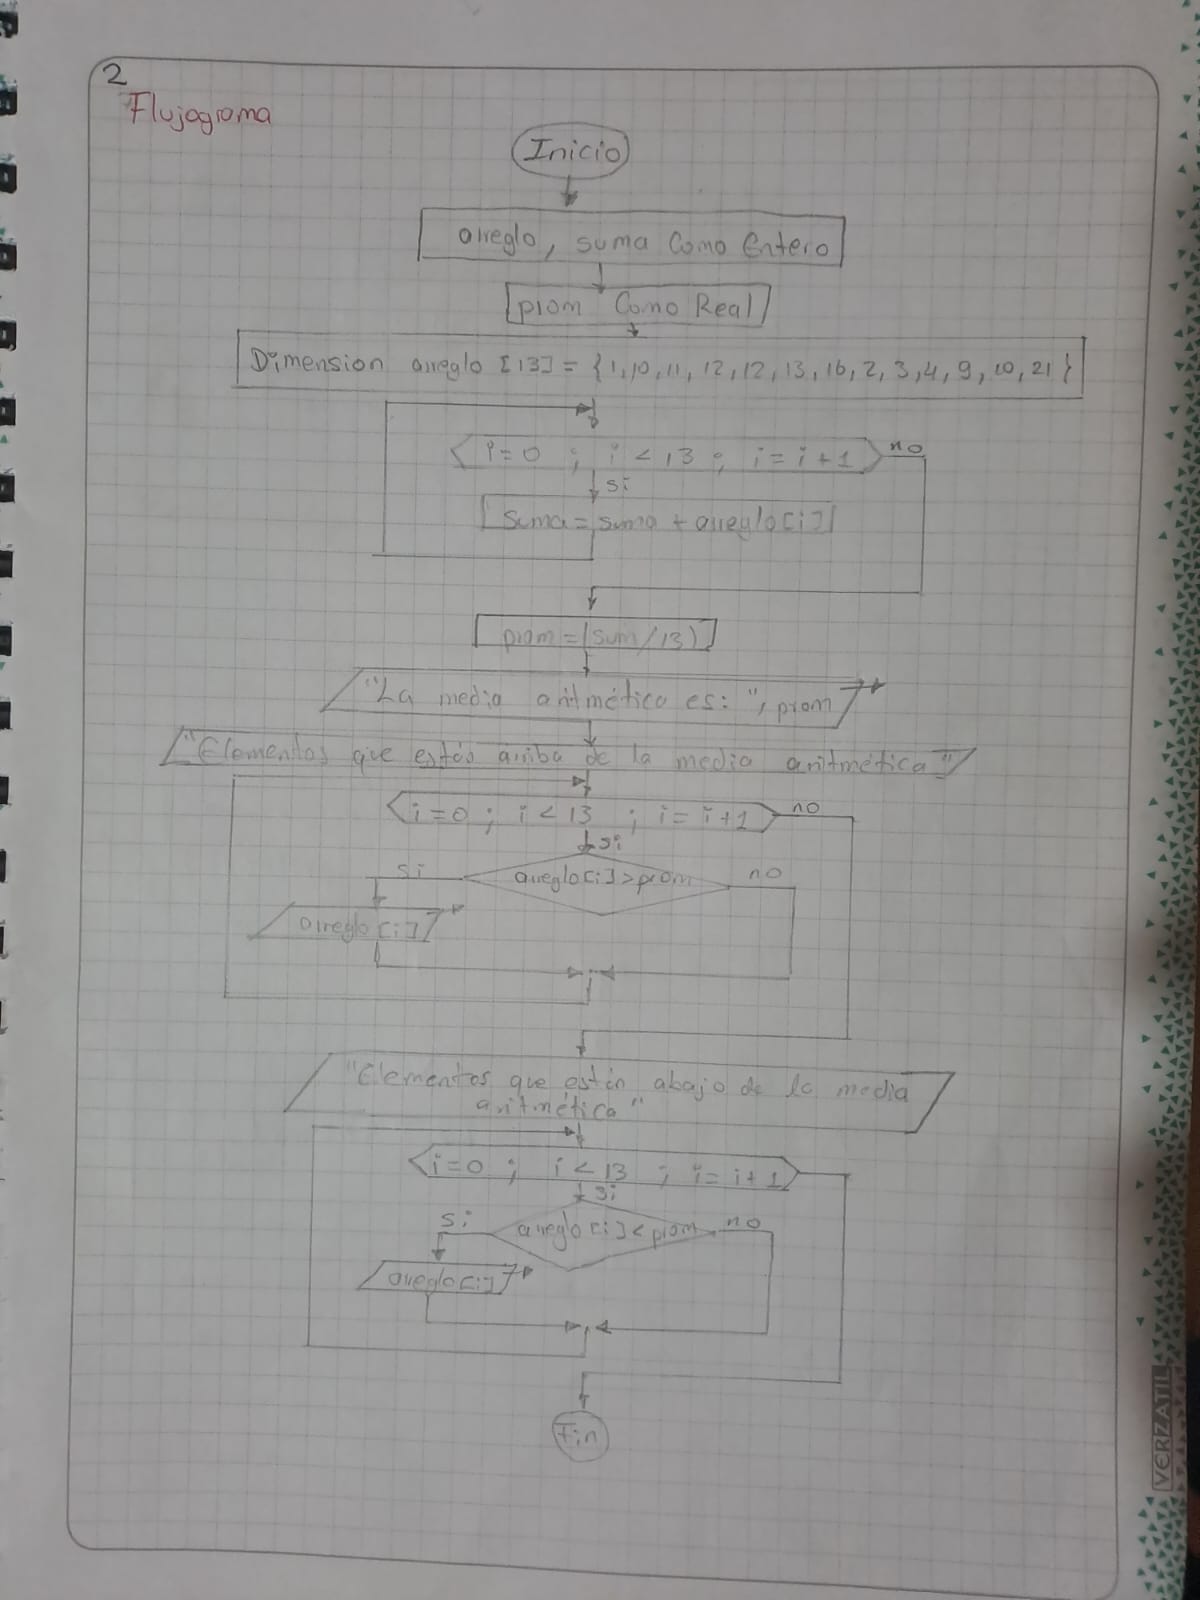 2
Flujograma
Inicio
arreglo, suma Como Entero
prom Como Real
Dimension arreglo [13] = {1, 10, 11, 12, 12, 13, 16, 2, 3, 4, 9, 10, 21}
i=0 ; i < 13 ; i = i + 1 no
si
suma = suma + arreglo[i]
prom = (sum/13)
"La media aritmética es: ", prom
"Elementos que estás arriba de la media aritmética"
i = 0 ; i < 13 ; i = i + 1 no
si
si arreglo[i] > prom no
arreglo[i]
"Elementos que están abajo de la media
aritmética"
i = 0 ; i < 13 ; i = i + 1
si
si arreglo[i] < prom no
arreglo[i]
Fin
VERZATIL